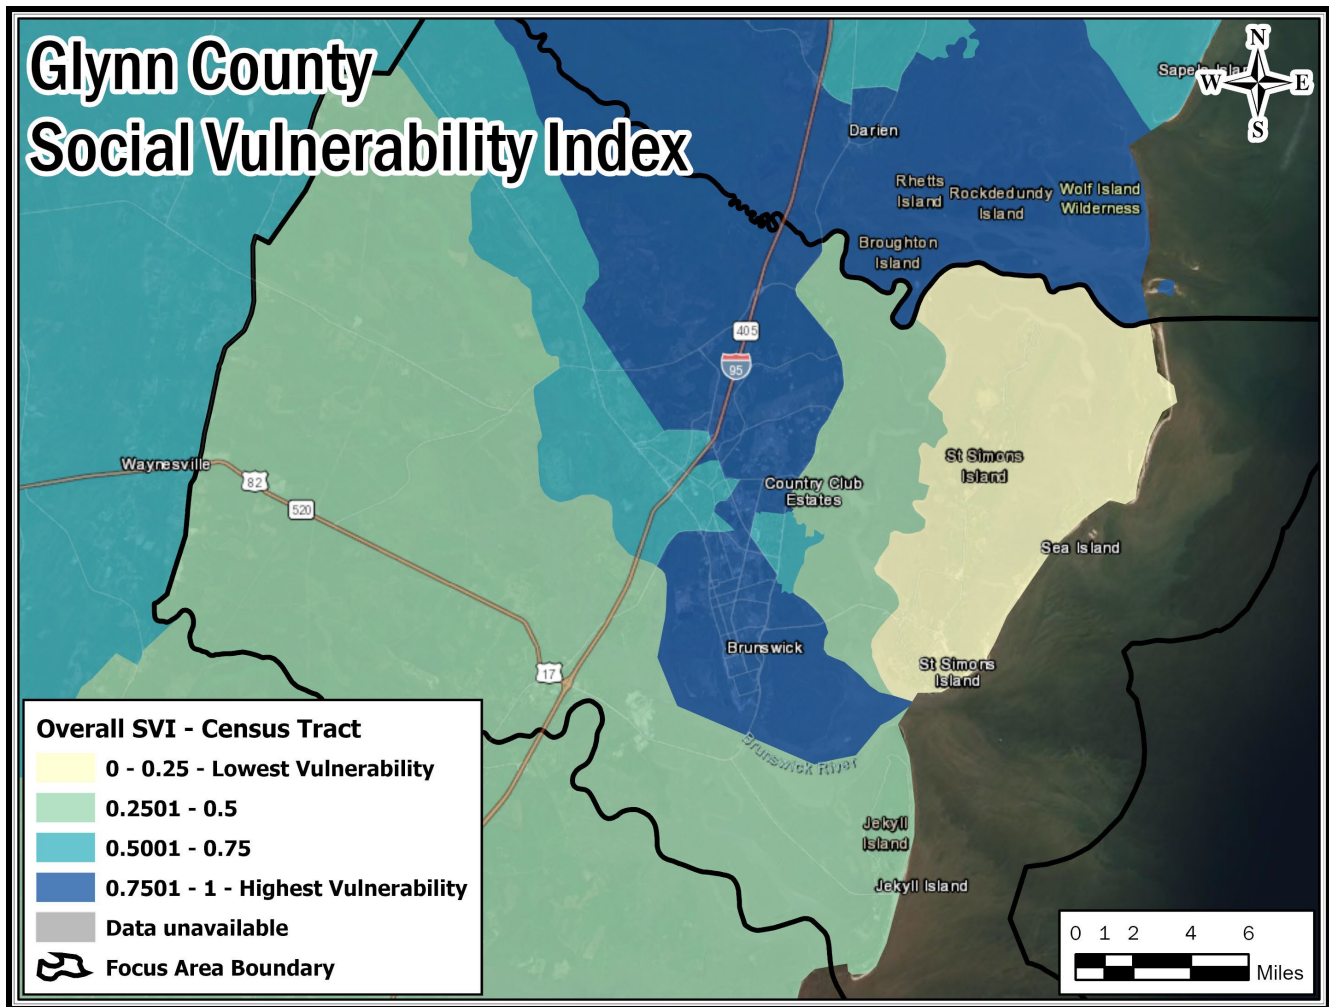 Glynn County
Social Vulnerability Index
N
W
E
S
Darien
Rhetts
Island
Rockdedundy
Island
Wolf Island
Wilderness
Broughton
Island
405
95
Waynesville
82
520
Country Club
Estates
St Simons
Island
Sea Island
Brunswick
17
St Simons
Island
Brunswick River
Jekyll
Island
Jekyll Island
Overall SVI - Census Tract
0 - 0.25 - Lowest Vulnerability
0.2501 - 0.5
0.5001 - 0.75
0.7501 - 1 - Highest Vulnerability
Data unavailable
Focus Area Boundary
0 1 2 4 6
Miles